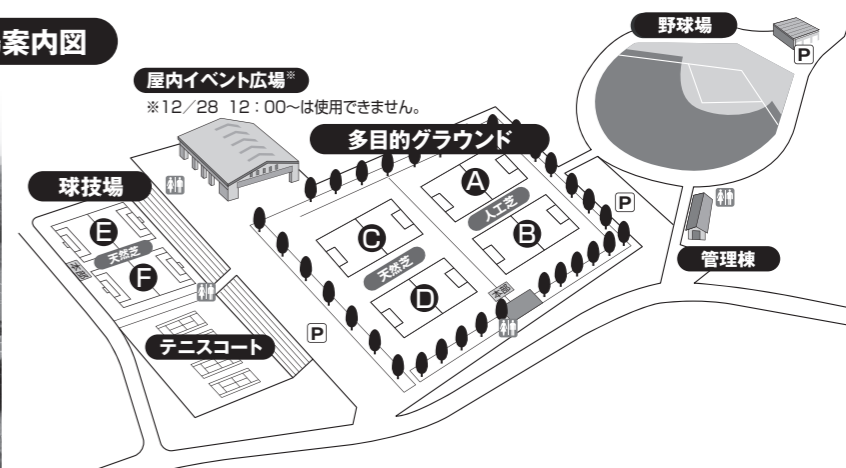 案内図
野球場
P
屋内イベント広場※
※12/28 12:00~は使用できません。
多目的グラウンド
球技場
A
人工芝
B
C
天然芝
D
本部
P
管理棟
E
天然芝
F
本部
P
テニスコート